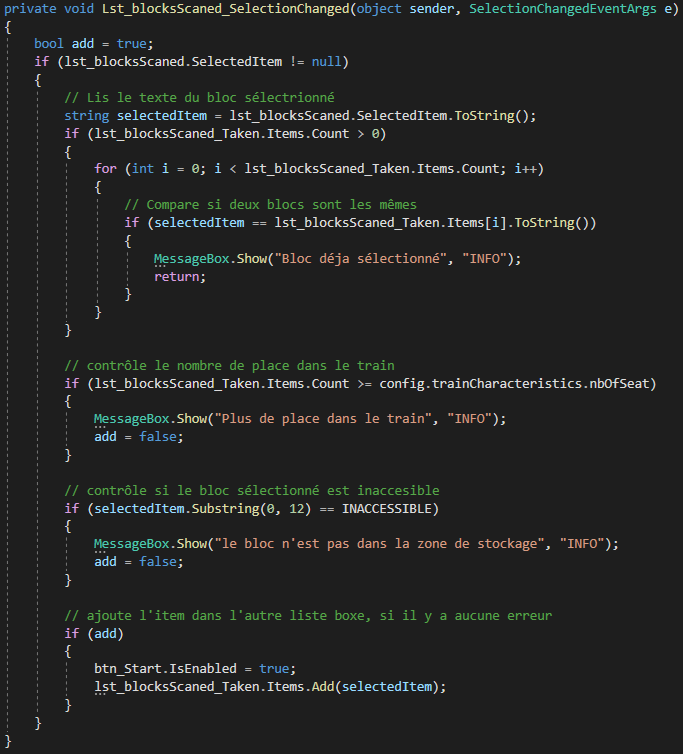 private void Lst_blocksScaned_SelectionChanged(object sender, SelectionChangedEventArgs e)
{
bool add = true;
if (lst_blocksScaned.SelectedItem != null)
{
// Lis le texte du bloc sélectrionné
string selectedItem = lst_blocksScaned.SelectedItem.ToString();
if (lst_blocksScaned_Taken.Items.Count > 0)
{
for (int i = 0; i < lst_blocksScaned_Taken.Items.Count; i++)
{
// Compare si deux blocs sont les mêmes
if (selectedItem == lst_blocksScaned_Taken.Items[i].ToString())
{
MessageBox.Show("Bloc déja sélectionné", "INFO");
return;
}
}
}
// contrôle le nombre de place dans le train
if (lst_blocksScaned_Taken.Items.Count >= config.trainCharacteristics.nbOfSeat)
{
MessageBox.Show("Plus de place dans le train", "INFO");
add = false;
}
// contrôle si le bloc sélectionné est inaccesible
if (selectedItem.Substring(0, 12) == INACCESSIBLE)
{
MessageBox.Show("le bloc n'est pas dans la zone de stockage", "INFO");
add = false;
}
// ajoute l'item dans l'autre liste boxe, si il y a aucune erreur
if (add)
{
btn_Start.IsEnabled = true;
lst_blocksScaned_Taken.Items.Add(selectedItem);
}
}
}